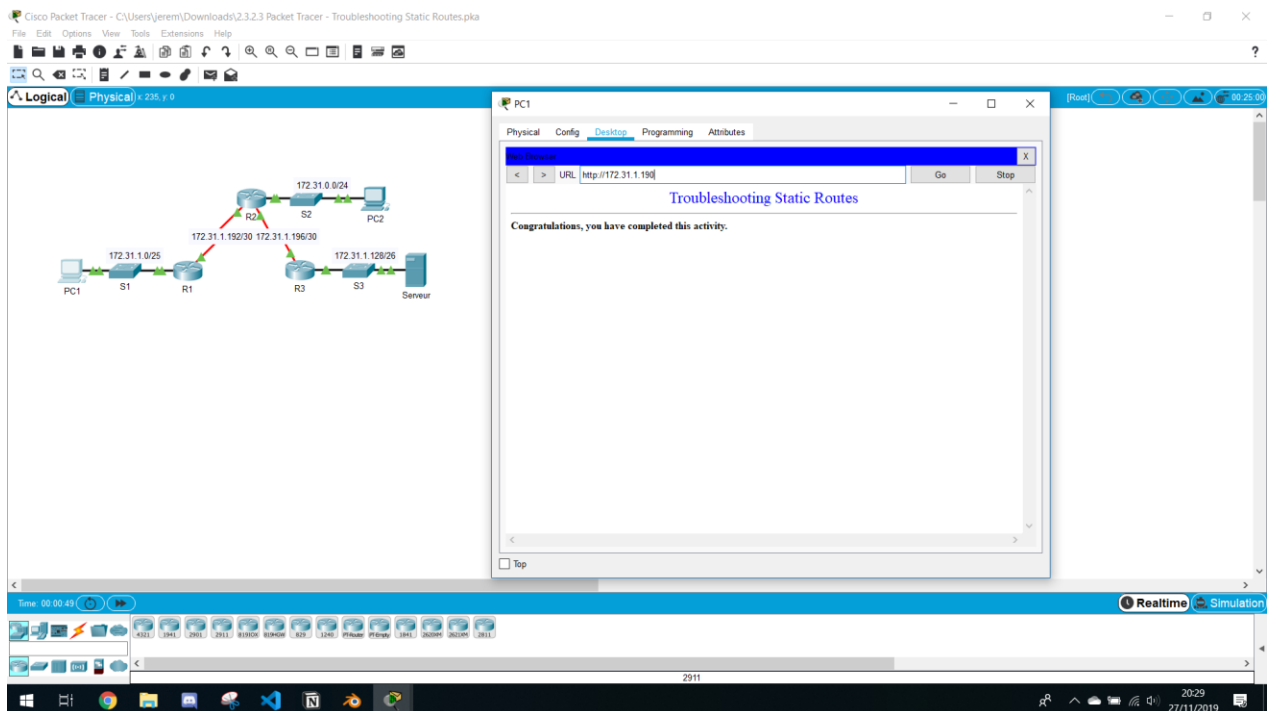 Cisco Packet Tracer - C:\Users\jerem\Downloads\2.3.2.3 Packet Tracer - Troubleshooting Static Routes.pka
File Edit Options View Tools Extensions Help
?
Logical Physical x: 235, y: 0
[Root] 00:25:00
PC1
Physical Config Desktop Programming Attributes
Web Browser X
< > URL http://172.31.1.190 Go Stop
Troubleshooting Static Routes
Congratulations, you have completed this activity.
172.31.0.0/24
R2 S2 PC2
172.31.1.192/30 172.31.1.196/30
172.31.1.0/25 172.31.1.128/26
PC1 S1 R1 R3 S3 Serveur
Top
Time: 00:00:49 Realtime Simulation
4321 1941 2901 2911 819IOX 819HGW 829 1240 PT-Router PT-Empty 1841 2620XM 2621XM 2811
2911
20:29
27/11/2019